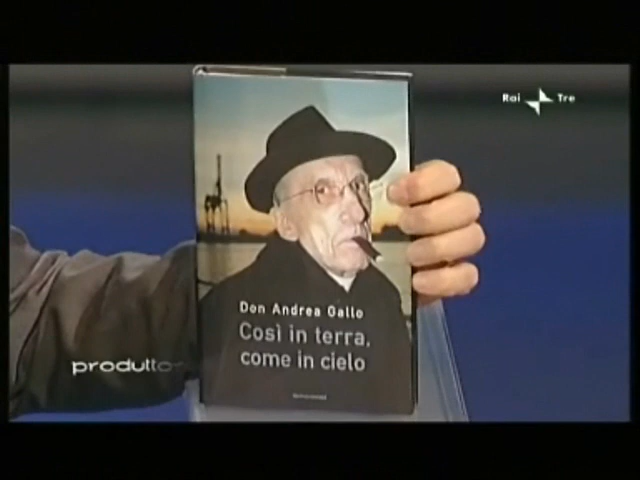 Rai Tre
Don Andrea Gallo
Così in terra,
come in cielo
produtto